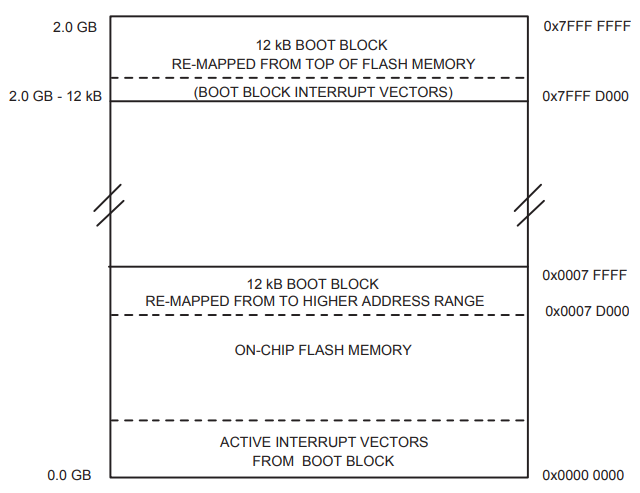 2.0 GB
12 kB BOOT BLOCK
RE-MAPPED FROM TOP OF FLASH MEMORY
0x7FFF FFFF
2.0 GB - 12 kB
(BOOT BLOCK INTERRUPT VECTORS)
0x7FFF D000
12 kB BOOT BLOCK
RE-MAPPED FROM TO HIGHER ADDRESS RANGE
0x0007 FFFF
0x0007 D000
ON-CHIP FLASH MEMORY
ACTIVE INTERRUPT VECTORS
FROM BOOT BLOCK
0.0 GB
0x0000 0000